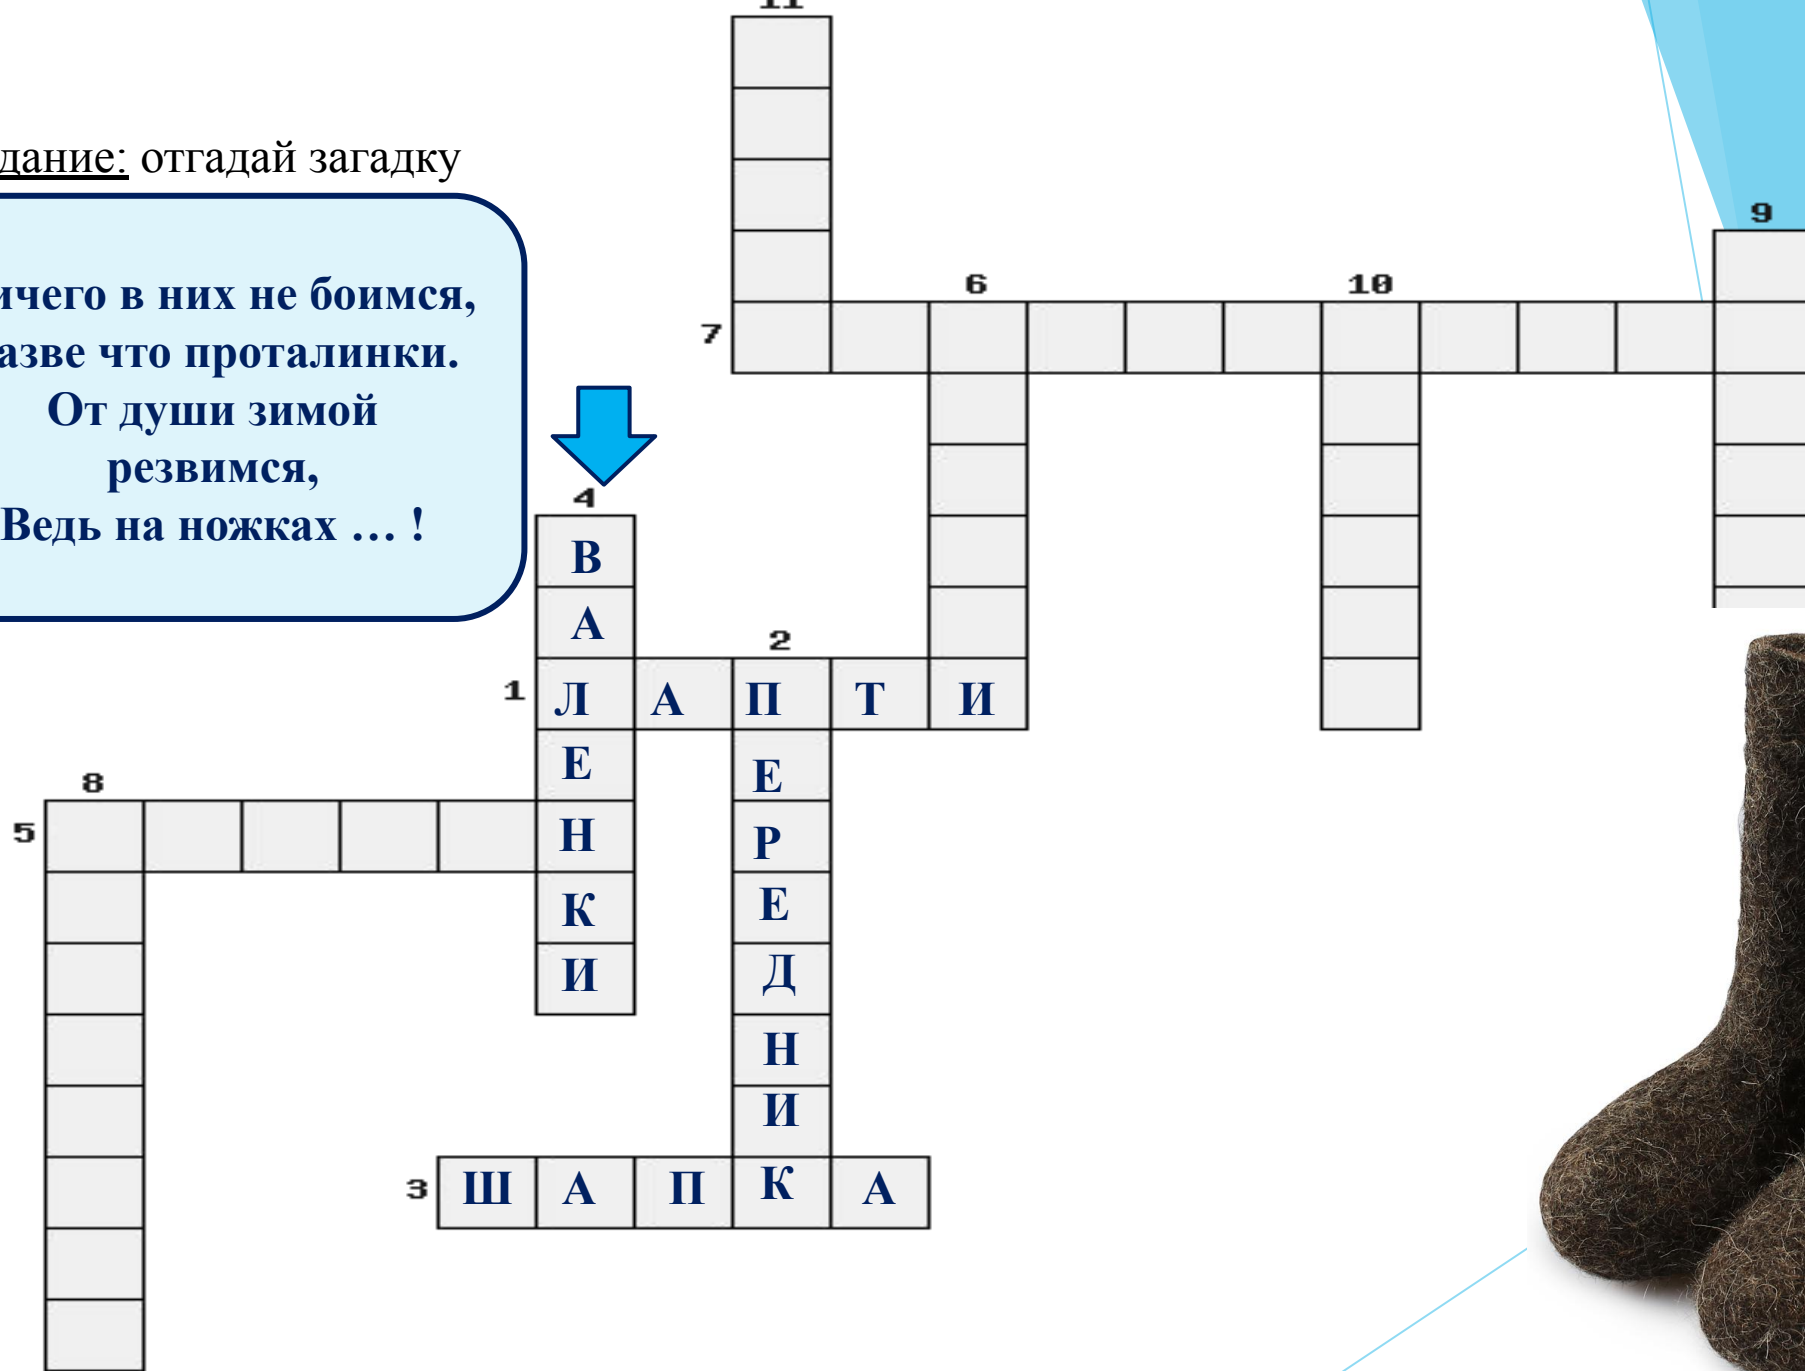 11
дание: отгадай загадку
ичего в них не боимся,
азве что проталинки.
От души зимой
резвимся,
Ведь на ножках ... !
9
6
10
7
4
В
А
2
1 Л А П Т И
Е Е
8
5 Н Р
К Е
И Д
Н
И
3 Ш А П К А